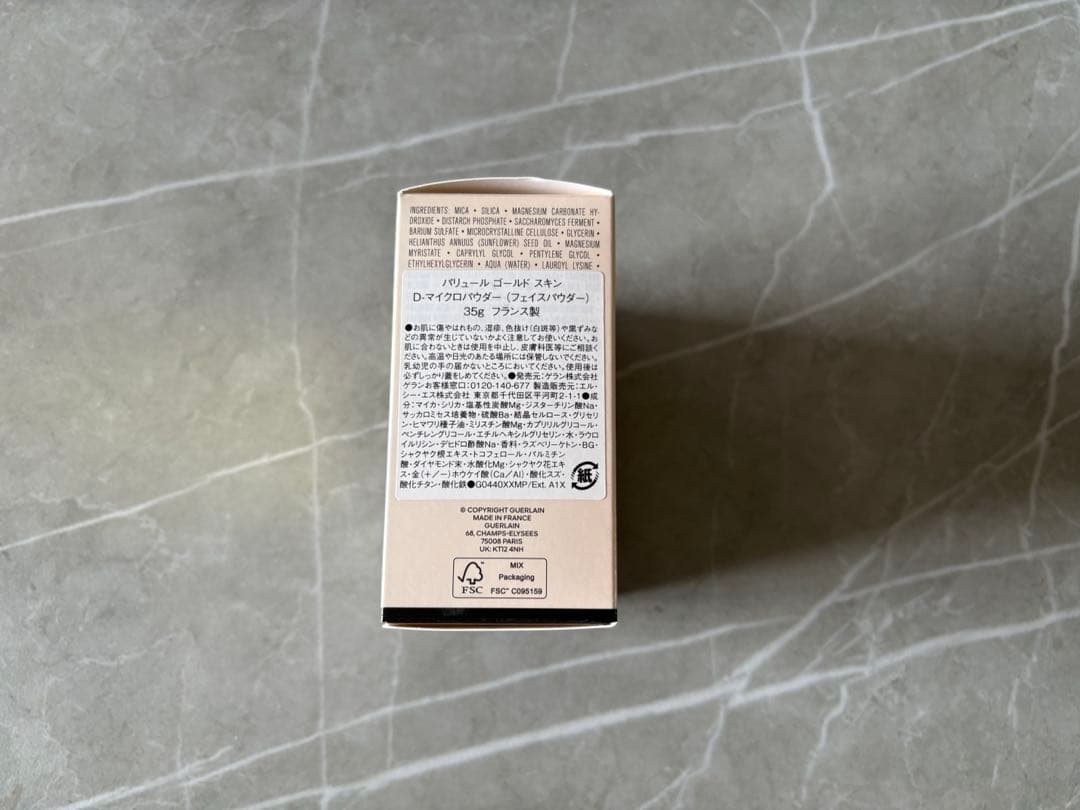 INGREDIENTS: MICA • SILICA • MAGNESIUM CARBONATE HY-
DROXIDE • DISTARCH PHOSPHATE • SACCHAROMYCES FERMENT •
BARIUM SULFATE • MICROCRYSTALLINE CELLULOSE • GLYCERIN •
HELIANTHUS ANNUUS (SUNFLOWER) SEED OIL • MAGNESIUM
MYRISTATE • CAPRYLYL GLYCOL • PENTYLENE GLYCOL •
ETHYLHEXYLGLYCERIN • AQUA (WATER) • LAUROYL LYSINE •
パリュール ゴールド スキン
D-マイクロパウダー (フェイスパウダー)
35g フランス製
●お肌に傷やはれもの、湿疹、色抜け(白斑等)や黒ずみな
どの異常が生じていないかよく注意してお使いください。お
肌に合わないときは使用を中止し、皮膚科医等にご相談く
ださい。高温や日光のあたる場所には保管しないでください。
乳幼児の手の届かないところにおいてください。使用後は
必ずしっかり蓋をしめてください。●発売元:ゲラン株式会社
ゲランお客様窓口:0120-140-677 製造販売元:エル・
シー・エス株式会社 東京都千代田区平河町2-1-1●成
分:マイカ・シリカ・塩基性炭酸Mg・ジスターチリン酸Na・
サッカロミセス培養物・硫酸Ba・結晶セルロース・グリセリ
ン・ヒマワリ種子油・ミリスチン酸Mg・カプリリルグリコール・
ペンチレングリコール・エチルヘキシルグリセリン・水・ラウロ
イルリシン・デヒドロ酢酸Na・香料・ラズベリーケトン・BG・
シャクヤク根エキス・トコフェロール・パルミチン
酸・ダイヤモンド末・水酸化Mg・シャクヤク花エキ
ス・金(+/-)ホウケイ酸(Ca/Al)・酸化スズ・
酸化チタン・酸化鉄●G0440XXMP/Ext. A1X
紙
© COPYRIGHT GUERLAIN
MADE IN FRANCE
GUERLAIN
68, CHAMPS-ELYSEES
75008 PARIS
UK: KT12 4NH
MIX
Packaging
FSC™ FSC™ C095159